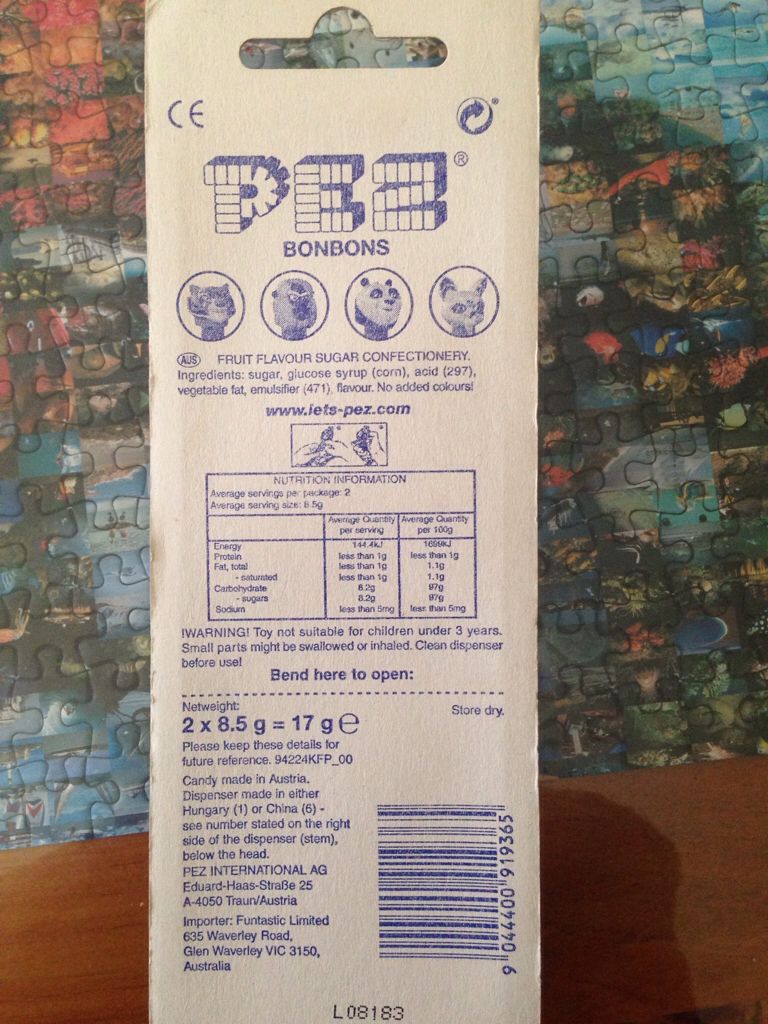 CE
PEZ®
BONBONS
AUS FRUIT FLAVOUR SUGAR CONFECTIONERY.
Ingredients: sugar, glucose syrup (corn), acid (297),
vegetable fat, emulsifier (471), flavour. No added colours!
www.lets-pez.com
NUTRITION INFORMATION
Average servings per package: 2
Average serving size: 8.5g
Average Quantity per serving Average Quantity per 100g
Energy 144.4kJ 1699kJ
Protein less than 1g less than 1g
Fat, total less than 1g 1.1g
- saturated less than 1g 1.1g
Carbohydrate 8.2g 97g
- sugars 8.2g 97g
Sodium less than 5mg less than 5mg
!WARNING! Toy not suitable for children under 3 years.
Small parts might be swallowed or inhaled. Clean dispenser
before use!
Bend here to open:
Netweight:
2 x 8.5 g = 17 g e
Store dry.
Please keep these details for
future reference. 94224KFP_00
Candy made in Austria.
Dispenser made in either
Hungary (1) or China (6) -
see number stated on the right
side of the dispenser (stem),
below the head.
PEZ INTERNATIONAL AG
Eduard-Haas-Straße 25
A-4050 Traun/Austria
Importer: Funtastic Limited
635 Waverley Road,
Glen Waverley VIC 3150,
Australia
9 044400 919365
L08183